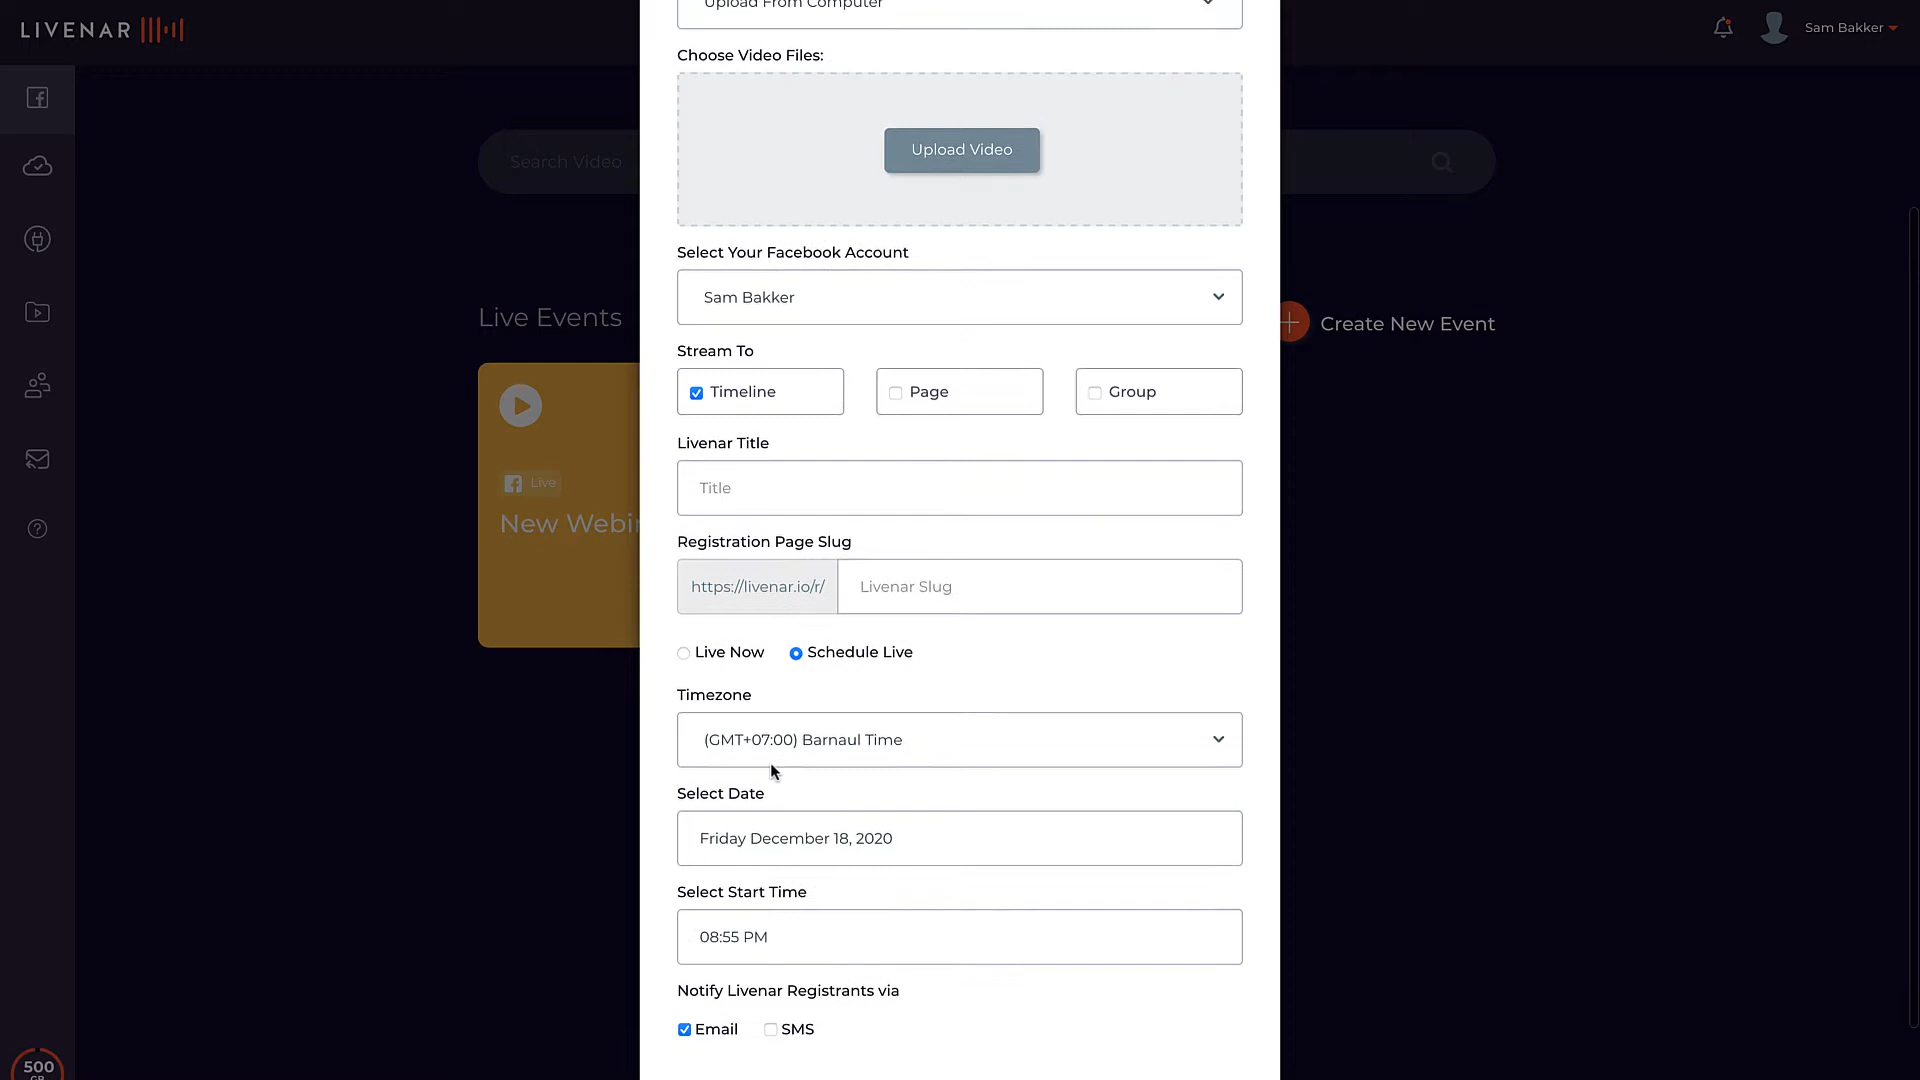 Upload From Computer
LIVENAR
Sam Bakker
Choose Video Files:
Upload Video
Search Video
Select Your Facebook Account
Sam Bakker
Live Events
Create New Event
Stream To
Timeline
Page
Group
Livenar Title
Title
Live
New Webin
Registration Page Slug
https://livenar.io/r/
Livenar Slug
Live Now
Schedule Live
Timezone
(GMT+07:00) Barnaul Time
Select Date
Friday December 18, 2020
Select Start Time
08:55 PM
Notify Livenar Registrants via
Email
SMS
500
GB